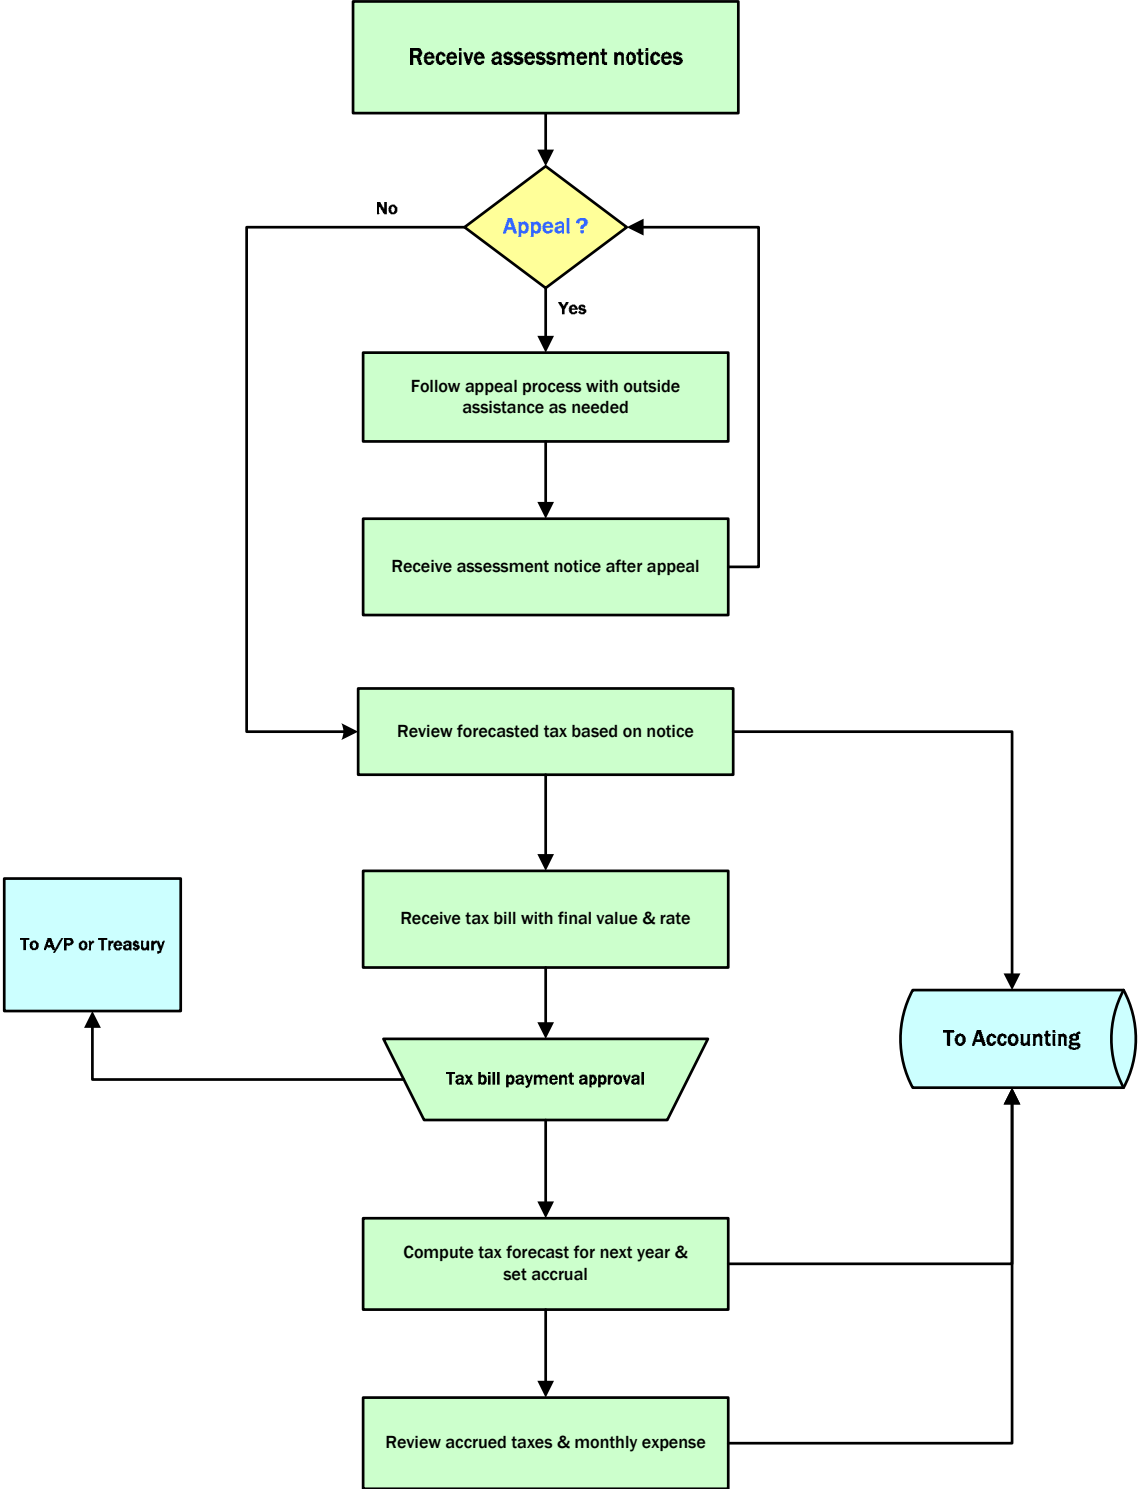 Receive assessment notices
No
Appeal ?
Yes
Follow appeal process with outside
assistance as needed
Receive assessment notice after appeal
Review forecasted tax based on notice
Receive tax bill with final value & rate
To A/P or Treasury
To Accounting
Tax bill payment approval
Compute tax forecast for next year &
set accrual
Review accrued taxes & monthly expense